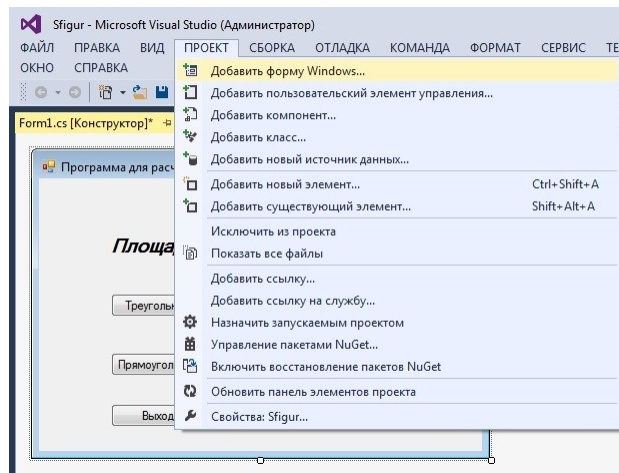 Sfigur - Microsoft Visual Studio (Администратор)
ФАЙЛ ПРАВКА ВИД ПРОЕКТ СБОРКА ОТЛАДКА КОМАНДА ФОРМАТ СЕРВИС ТЕ
ОКНО СПРАВКА
Добавить форму Windows...
Добавить пользовательский элемент управления...
Добавить компонент...
Добавить класс...
Добавить новый источник данных...
Добавить новый элемент... Ctrl+Shift+A
Добавить существующий элемент... Shift+Alt+A
Исключить из проекта
Показать все файлы
Добавить ссылку...
Добавить ссылку на службу...
Назначить запускаемым проектом
Управление пакетами NuGet...
Включить восстановление пакетов NuGet
Обновить панель элементов проекта
Свойства: Sfigur...
Form1.cs [Конструктор]*
Программа для расч
Площа
Треуголь
Прямоугол
Выход